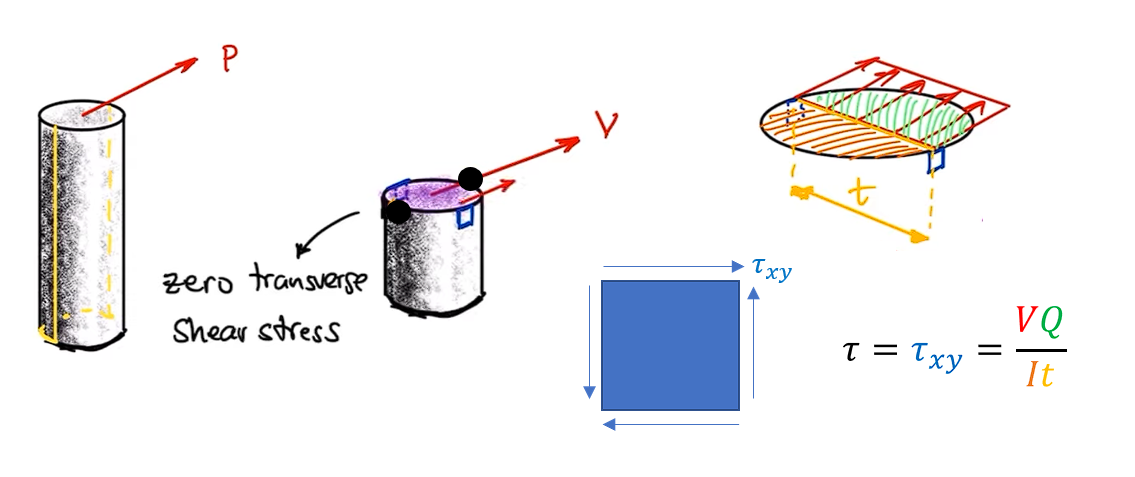 P
V
zero transverse
shear stress
t
τxy
τ = τxy = VQ / It